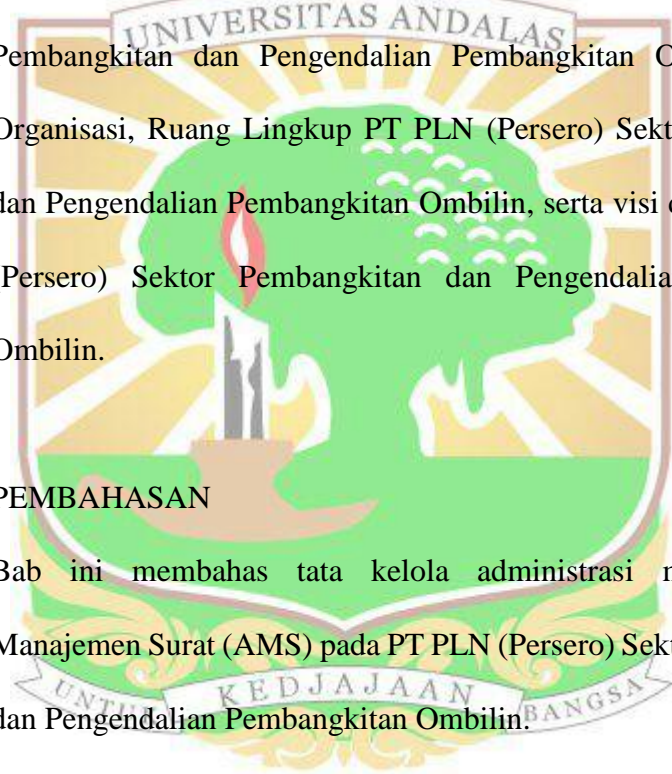 UNIVERSITAS ANDALAS
Pembangkitan dan Pengendalian Pembangkitan O
Organisasi, Ruang Lingkup PT PLN (Persero) Sekt
dan Pengendalian Pembangkitan Ombilin, serta visi
(Persero) Sektor Pembangkitan dan Pengendalia
Ombilin.
PEMBAHASAN
Bab ini membahas tata kelola administrasi
Manajemen Surat (AMS) pada PT PLN (Persero) Sekt
UNTUK KEDJAJAAN BANGSA
dan Pengendalian Pembangkitan Ombilin.